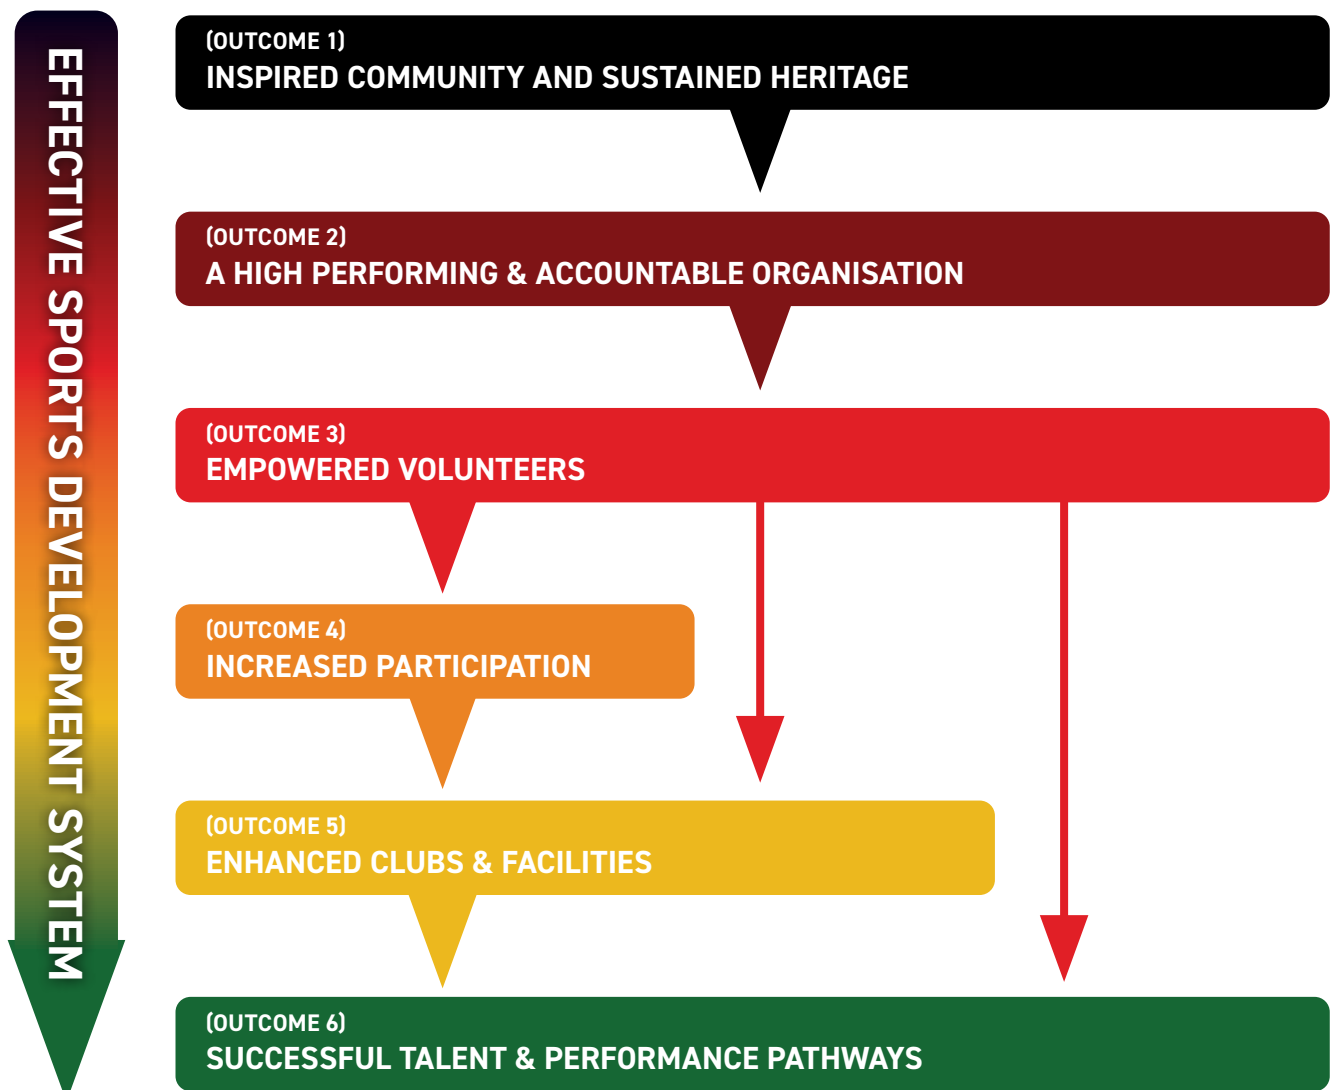 EFFECTIVE SPORTS DEVELOPMENT SYSTEM
(OUTCOME 1)
INSPIRED COMMUNITY AND SUSTAINED HERITAGE
(OUTCOME 2)
A HIGH PERFORMING & ACCOUNTABLE ORGANISATION
(OUTCOME 3)
EMPOWERED VOLUNTEERS
(OUTCOME 4)
INCREASED PARTICIPATION
(OUTCOME 5)
ENHANCED CLUBS & FACILITIES
(OUTCOME 6)
SUCCESSFUL TALENT & PERFORMANCE PATHWAYS